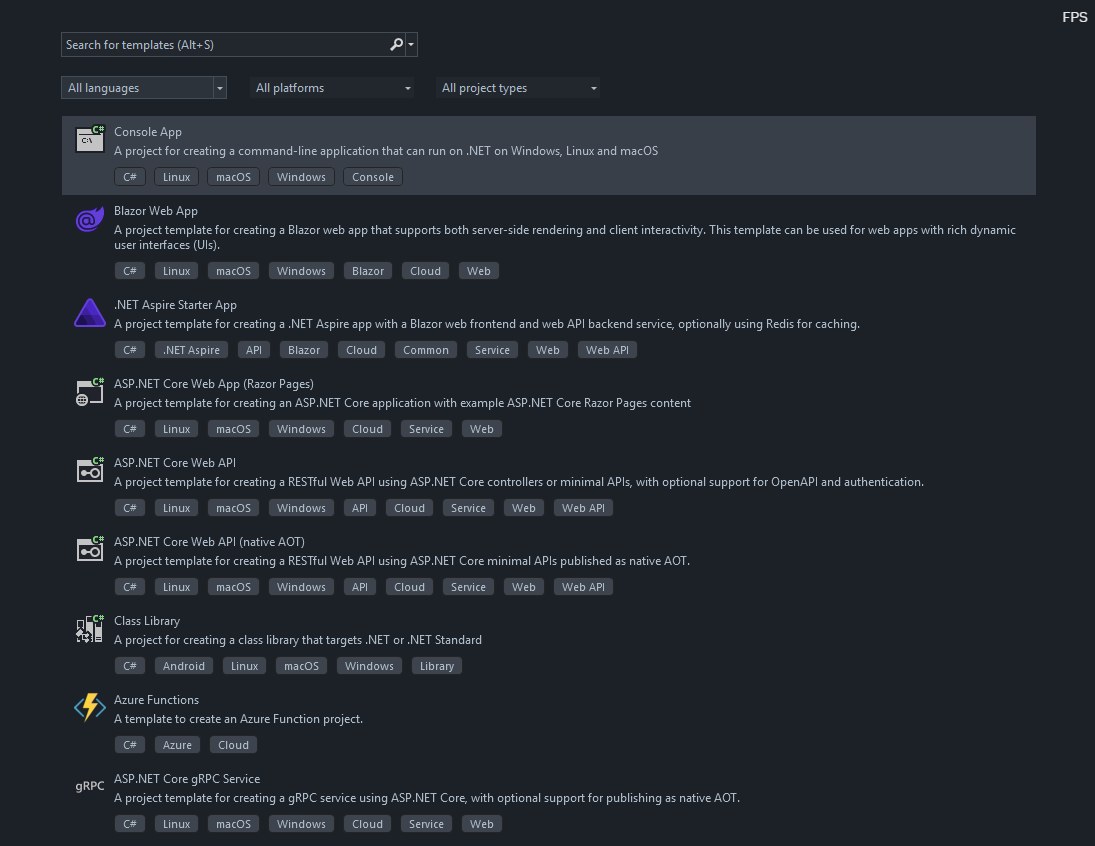 FPS
Search for templates (Alt+S)
All languages
All platforms
All project types
C#
C:\
Console App
A project for creating a command-line application that can run on .NET on Windows, Linux and macOS
C# Linux macOS Windows Console
Blazor Web App
A project template for creating a Blazor web app that supports both server-side rendering and client interactivity. This template can be used for web apps with rich dynamic
user interfaces (UIs).
C# Linux macOS Windows Blazor Cloud Web
.NET Aspire Starter App
A project template for creating a .NET Aspire app with a Blazor web frontend and web API backend service, optionally using Redis for caching.
C# .NET Aspire API Blazor Cloud Common Service Web Web API
C#
ASP.NET Core Web App (Razor Pages)
A project template for creating an ASP.NET Core application with example ASP.NET Core Razor Pages content
C# Linux macOS Windows Cloud Service Web
C#
ASP.NET Core Web API
A project template for creating a RESTful Web API using ASP.NET Core controllers or minimal APIs, with optional support for OpenAPI and authentication.
C# Linux macOS Windows API Cloud Service Web Web API
C#
ASP.NET Core Web API (native AOT)
A project template for creating a RESTful Web API using ASP.NET Core minimal APIs published as native AOT.
C# Linux macOS Windows API Cloud Service Web Web API
C#
Class Library
A project for creating a class library that targets .NET or .NET Standard
C# Android Linux macOS Windows Library
Azure Functions
A template to create an Azure Function project.
C# Azure Cloud
gRPC
ASP.NET Core gRPC Service
A project template for creating a gRPC service using ASP.NET Core, with optional support for publishing as native AOT.
C# Linux macOS Windows Cloud Service Web